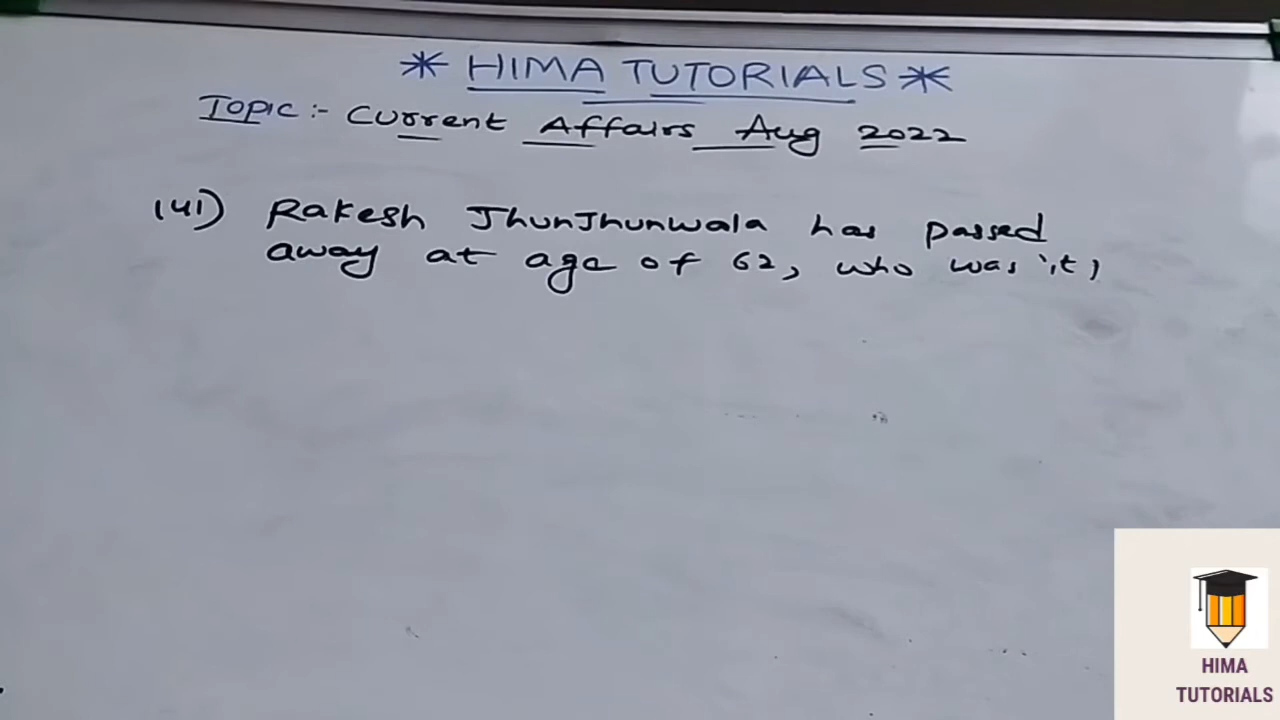 * HIMA TUTORIALS *
Topic :- Current Affairs Aug 2022
(41) Rakesh JhunJhunwala has passed
away at age of 62, who was it,
HIMA
TUTORIALS